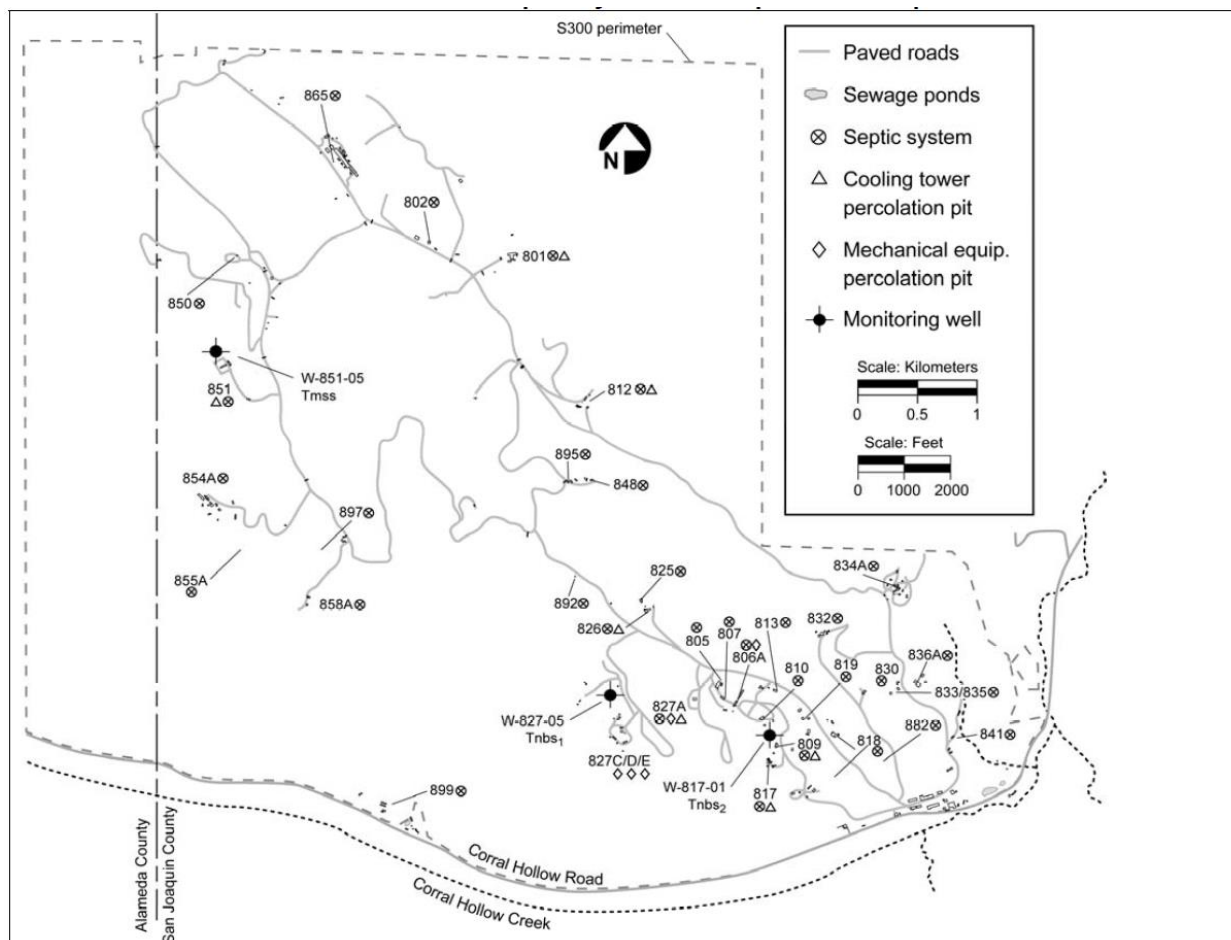 S300 perimeter
Paved roads
Sewage ponds
Septic system
Cooling tower
percolation pit
Mechanical equip.
percolation pit
Monitoring well
Scale: Kilometers
0 0.5 1
Scale: Feet
0 1000 2000
N
865
802
801
850
W-851-05
Tmss
851
812
895
848
854A
897
855A
858A
892
825
826
834A
805
807
806A
813
832
810
819
830
836A
833/835
827A
W-827-05
Tnbs1
827C/D/E
809
818
882
841
W-817-01
Tnbs2
817
899
Corral Hollow Road
Corral Hollow Creek
Alameda County
San Joaquin County